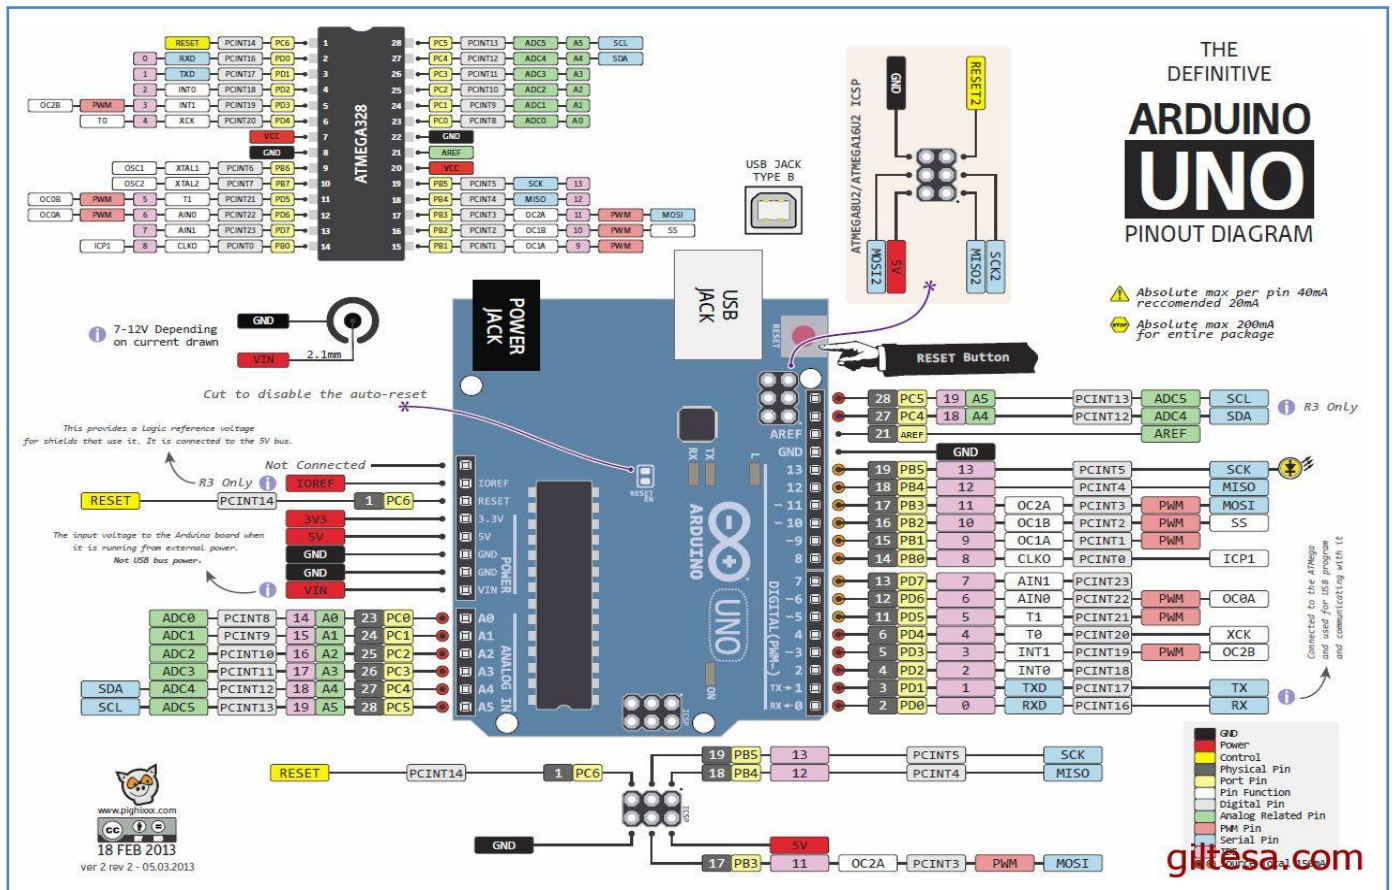 THE
DEFINITIVE
ARDUINO
UNO
PINOUT DIAGRAM
Absolute max per pin 40mA
reccomended 20mA
STOP
Absolute max 200mA
for entire package
ATMEGA328
RESET PCINT14 PC6 1
0 RXD PCINT16 PD0 2
1 TXD PCINT17 PD1 3
2 INT0 PCINT18 PD2 4
OC2B PWM 3 INT1 PCINT19 PD3 5
T0 4 XCK PCINT20 PD4 6
VCC 7
GND 8
OSC1 XTAL1 PCINT6 PB6 9
OSC2 XTAL2 PCINT7 PB7 10
OC0B PWM 5 T1 PCINT21 PD5 11
OC0A PWM 6 AIN0 PCINT22 PD6 12
7 AIN1 PCINT23 PD7 13
ICP1 8 CLKO PCINT0 PB0 14
28 PC5 PCINT13 ADC5 A5 SCL
27 PC4 PCINT12 ADC4 A4 SDA
26 PC3 PCINT11 ADC3 A3
25 PC2 PCINT10 ADC2 A2
24 PC1 PCINT9 ADC1 A1
23 PC0 PCINT8 ADC0 A0
22 GND
21 AREF
20 VCC
19 PB5 PCINT5 SCK 13
18 PB4 PCINT4 MISO 12
17 PB3 PCINT3 OC2A 11 PWM MOSI
16 PB2 PCINT2 OC1B 10 PWM SS
15 PB1 PCINT1 OC1A 9 PWM
USB JACK
TYPE B
ATMEGA8U2/ATMEGA16U2 ICSP
GND
RESET2
MOSI2
5V
MISO2
SCK2
7-12V Depending
on current drawn
GND
VIN
2.1mm
POWER
JACK
USB
JACK
RESET
RESET Button
Cut to disable the auto-reset
This provides a Logic reference voltage
for shields that use it. It is connected to the 5V bus.
Not Connected
R3 Only
IOREF
RESET PCINT14 1 PC6
3V3
5V
GND
GND
VIN
The input voltage to the Arduino board when
it is running from external power.
Not USB bus power.
ADC0 PCINT8 14 A0 23 PC0
ADC1 PCINT9 15 A1 24 PC1
ADC2 PCINT10 16 A2 25 PC2
ADC3 PCINT11 17 A3 26 PC3
SDA ADC4 PCINT12 18 A4 27 PC4
SCL ADC5 PCINT13 19 A5 28 PC5
IOREF
RESET
3.3V
5V
GND
GND
VIN
POWER
A0
A1
A2
A3
A4
A5
ANALOG IN
RX
TX
L
RESET
EN
ARDUINO
UNO
ON
ICSP
AREF
GND
13
12
~11
~10
~9
8
7
~6
~5
4
~3
2
TX→1
RX←0
DIGITAL(PWM~)
28 PC5 19 A5 PCINT13 ADC5 SCL
27 PC4 18 A4 PCINT12 ADC4 SDA
R3 Only
21 AREF AREF
GND
19 PB5 13 PCINT5 SCK
18 PB4 12 PCINT4 MISO
17 PB3 11 OC2A PCINT3 PWM MOSI
16 PB2 10 OC1B PCINT2 PWM SS
15 PB1 9 OC1A PCINT1 PWM
14 PB0 8 CLKO PCINT0 ICP1
13 PD7 7 AIN1 PCINT23
12 PD6 6 AIN0 PCINT22 PWM OC0A
11 PD5 5 T1 PCINT21 PWM
6 PD4 4 T0 PCINT20 XCK
5 PD3 3 INT1 PCINT19 PWM OC2B
4 PD2 2 INT0 PCINT18
3 PD1 1 TXD PCINT17 TX
2 PD0 0 RXD PCINT16 RX
Connected to the ATMega
and used for USB program
and communicating with it
19 PB5 13 PCINT5 SCK
18 PB4 12 PCINT4 MISO
RESET PCINT14 1 PC6
ICSP
GND
5V
17 PB3 11 OC2A PCINT3 PWM MOSI
GND
Power
Control
Physical Pin
Port Pin
Pin Function
Digital Pin
Analog Related Pin
PWM Pin
Serial Pin
giltesa.com
www.pighixxx.com
cc
18 FEB 2013
ver 2 rev 2 - 05.03.2013